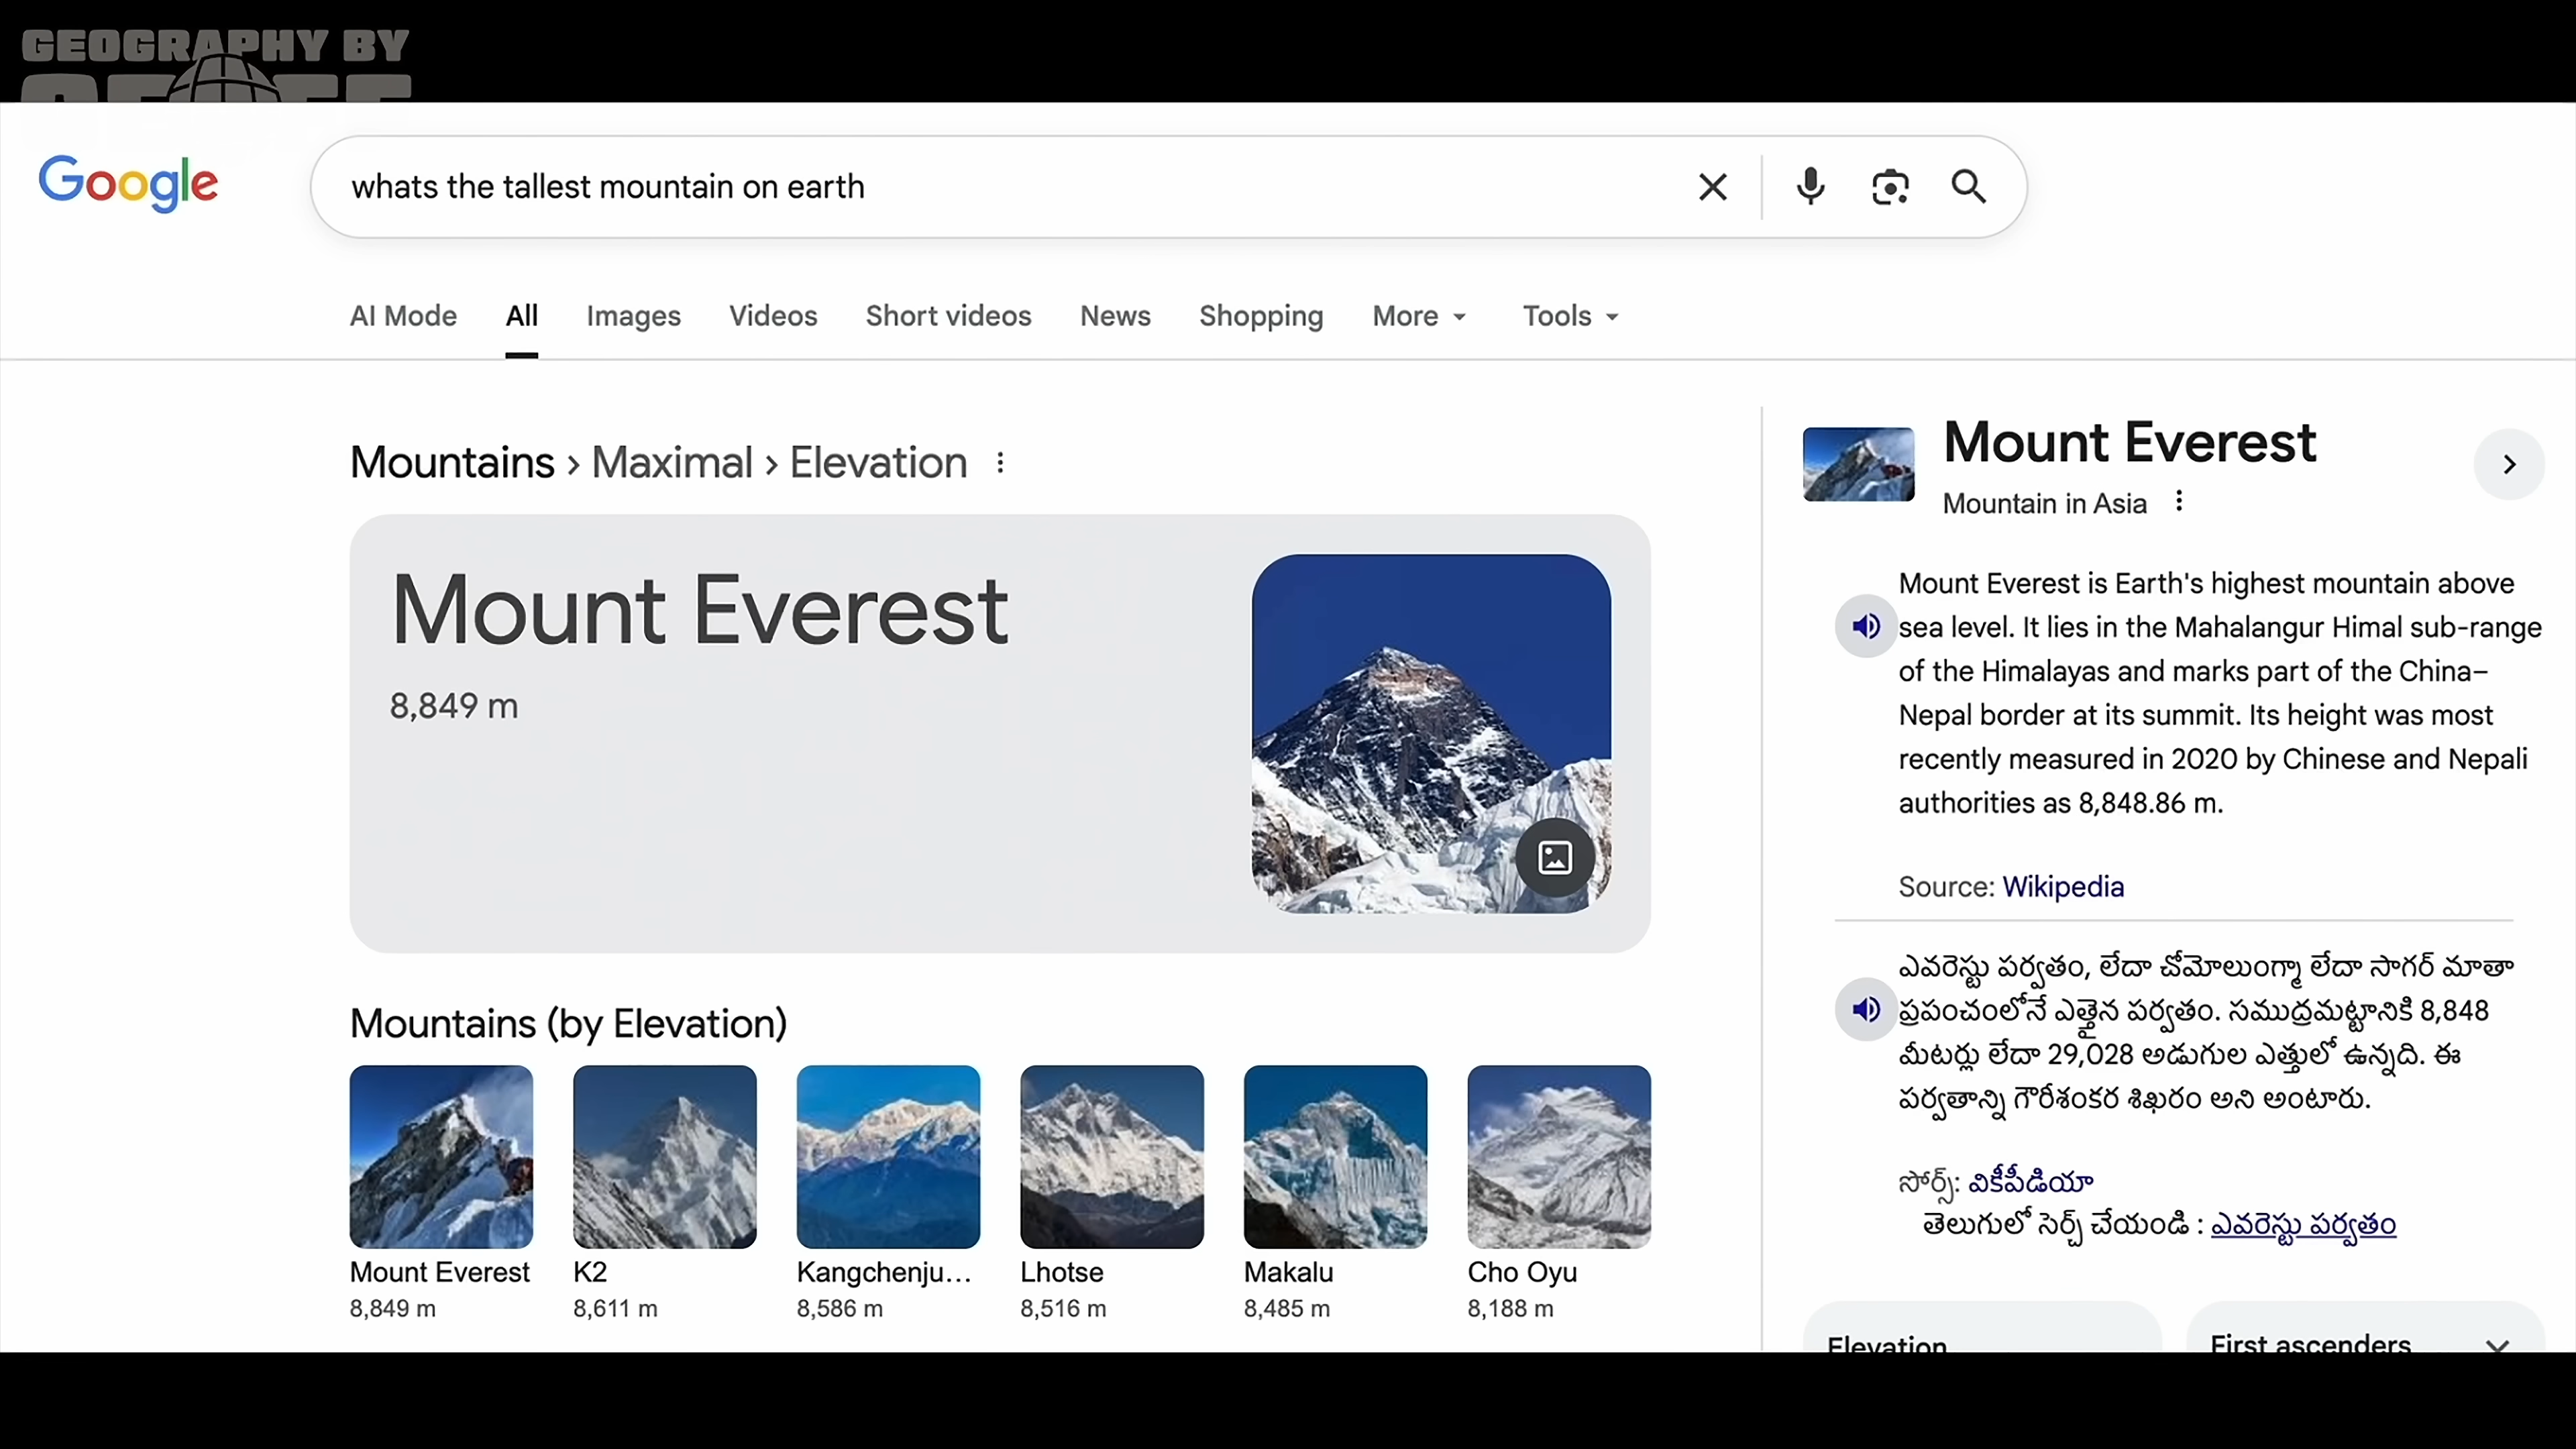 GEOGRAPHY BY
Google
whats the tallest mountain on earth
AI Mode
All
Images
Videos
Short videos
News
Shopping
More
Tools
Mountains › Maximal › Elevation
Mount Everest
8,849 m
Mountains (by Elevation)
Mount Everest
8,849 m
K2
8,611 m
Kangchenju...
8,586 m
Lhotse
8,516 m
Makalu
8,485 m
Cho Oyu
8,188 m
Mount Everest
Mountain in Asia
Mount Everest is Earth's highest mountain above
sea level. It lies in the Mahalangur Himal sub-range
of the Himalayas and marks part of the China–
Nepal border at its summit. Its height was most
recently measured in 2020 by Chinese and Nepali
authorities as 8,848.86 m.
Source: Wikipedia
ఎవరెస్టు పర్వతం, లేదా చోమోలుంగ్మా లేదా సాగర్ మాతా
ప్రపంచంలోనే ఎత్తైన పర్వతం. సముద్రమట్టానికి 8,848
మీటర్లు లేదా 29,028 అడుగుల ఎత్తులో ఉన్నది. ఈ
పర్వతాన్ని గౌరీశంకర శిఖరం అని అంటారు.
సోర్స్: వికీపీడియా
తెలుగులో సెర్చ్ చేయండి : ఎవరెస్టు పర్వతం
Elevation
First ascenders